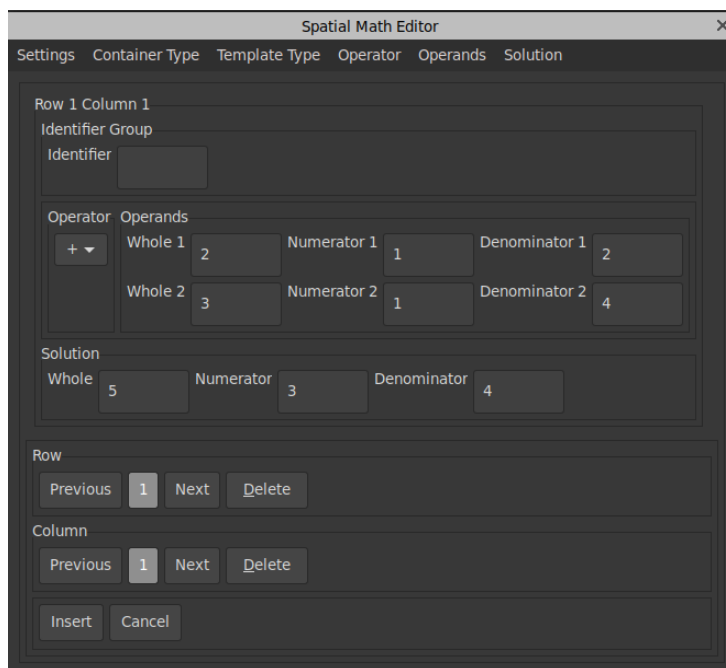 Spatial Math Editor ×
Settings Container Type Template Type Operator Operands Solution
Row 1 Column 1
Identifier Group
Identifier
Operator Operands
+ Whole 1 2 Numerator 1 1 Denominator 1 2
Whole 2 3 Numerator 2 1 Denominator 2 4
Solution
Whole 5 Numerator 3 Denominator 4
Row
Previous 1 Next Delete
Column
Previous 1 Next Delete
Insert Cancel